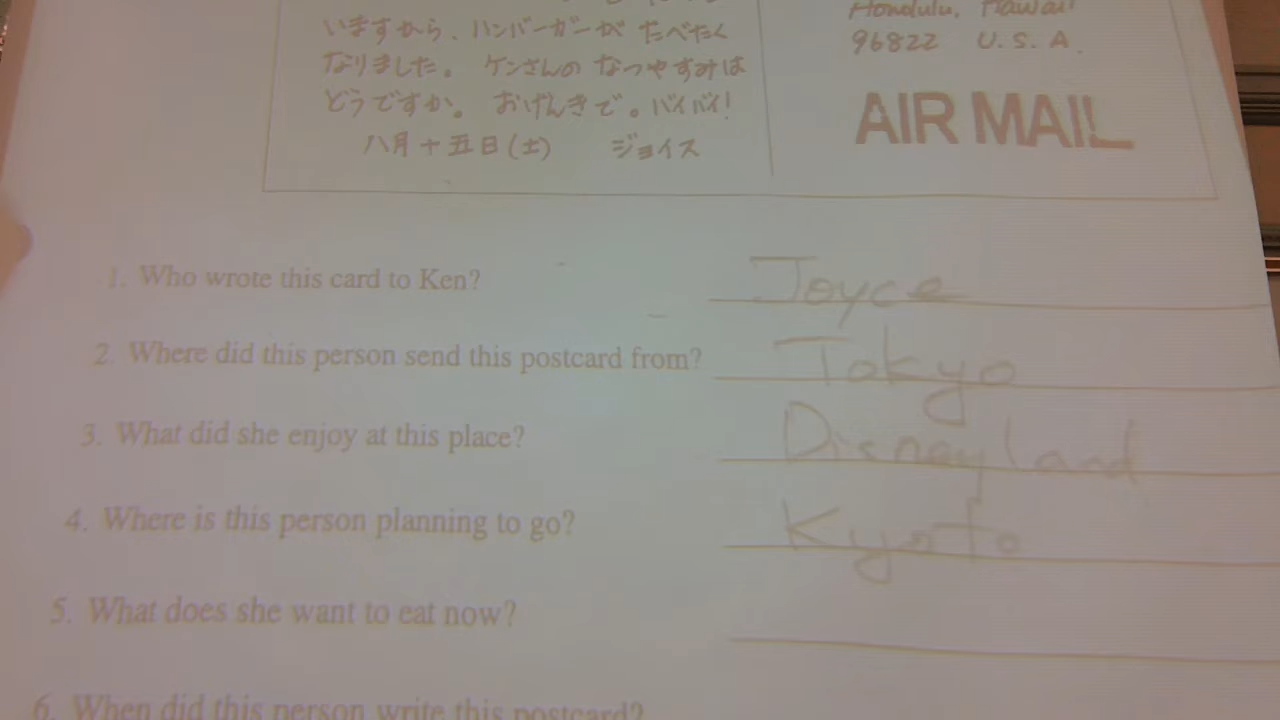 いますから、ハンバーガーが たべたく
なりました。 ケンさんの なつやすみは
どうですか。 おげんきで。バイバイ!
八月十五日(土) ジョイス
Honolulu, Hawaii
96822 U.S.A.
AIR MAIL
1. Who wrote this card to Ken? Joyce
2. Where did this person send this postcard from? Tokyo
3. What did she enjoy at this place? Disneyland
4. Where is this person planning to go? Kyoto
5. What does she want to eat now?
6. When did this person write this postcard?